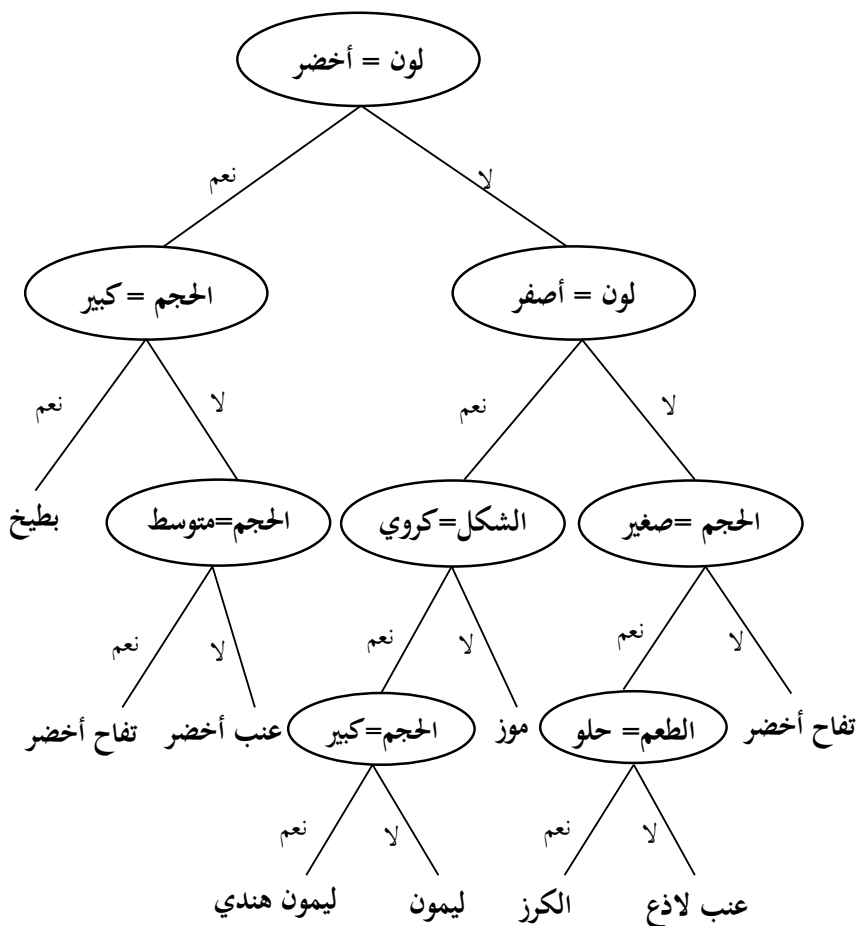 لون = أخضر
نعم
لا
الحجم = كبير
لون = أصفر
نعم
لا
نعم
لا
بطيخ
الحجم=متوسط
الشكل=كروي
الحجم =صغير
نعم
لا
نعم
لا
نعم
لا
تفاح أخضر
عنب أخضر
الحجم=كبير
موز
الطعم= حلو
تفاح أخضر
نعم
لا
نعم
لا
ليمون هندي
ليمون
الكرز
عنب لاذع